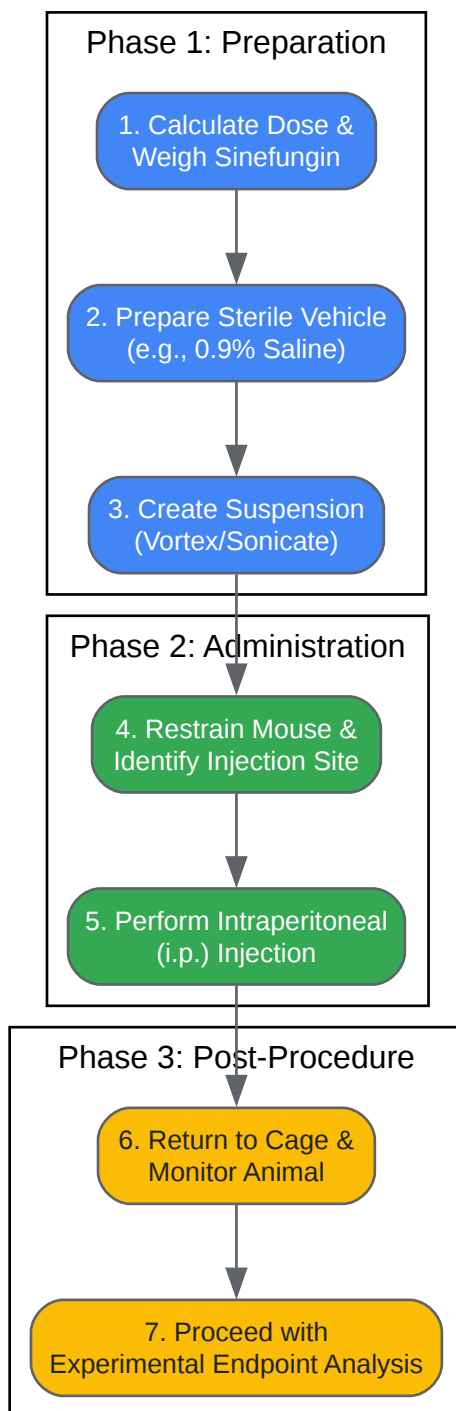 Phase 1: Preparation
1. Calculate Dose &
Weigh Sinefungin
2. Prepare Sterile Vehicle
(e.g., 0.9% Saline)
3. Create Suspension
(Vortex/Sonicate)
Phase 2: Administration
4. Restrain Mouse &
Identify Injection Site
5. Perform Intraperitoneal
(i.p.) Injection
Phase 3: Post-Procedure
6. Return to Cage &
Monitor Animal
7. Proceed with
Experimental Endpoint Analysis